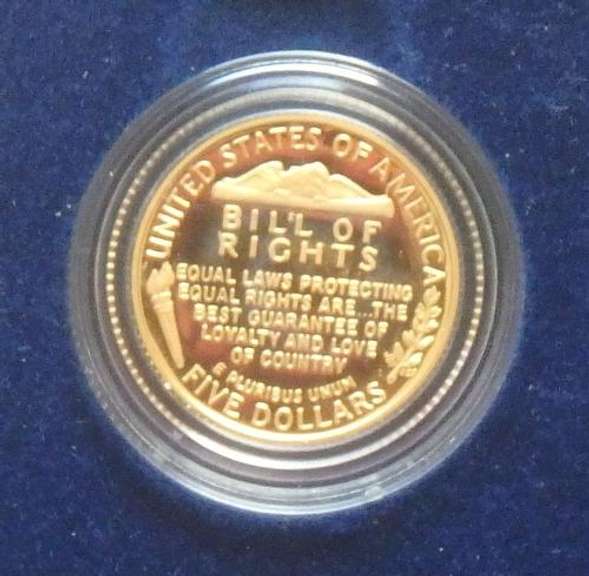 UNITED STATES OF AMERICA
BILL OF
RIGHTS
EQUAL LAWS PROTECTING
EQUAL RIGHTS ARE...THE
BEST GUARANTEE OF
LOYALTY AND LOVE
OF COUNTRY
E PLURIBUS UNUM
FIVE DOLLARS